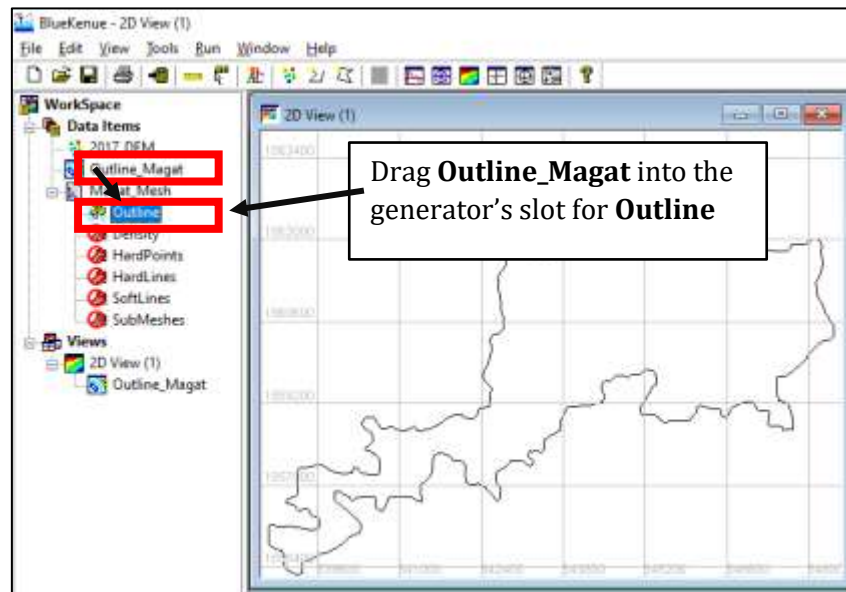 BlueKenue - 2D View (1)
File Edit View Tools Run Window Help
WorkSpace
Data Items
2017_DEM
Outline_Magat
Magat_Mesh
Outline
Density
HardPoints
HardLines
SoftLines
SubMeshes
Views
2D View (1)
Outline_Magat
2D View (1)
Drag Outline_Magat into the
generator's slot for Outline